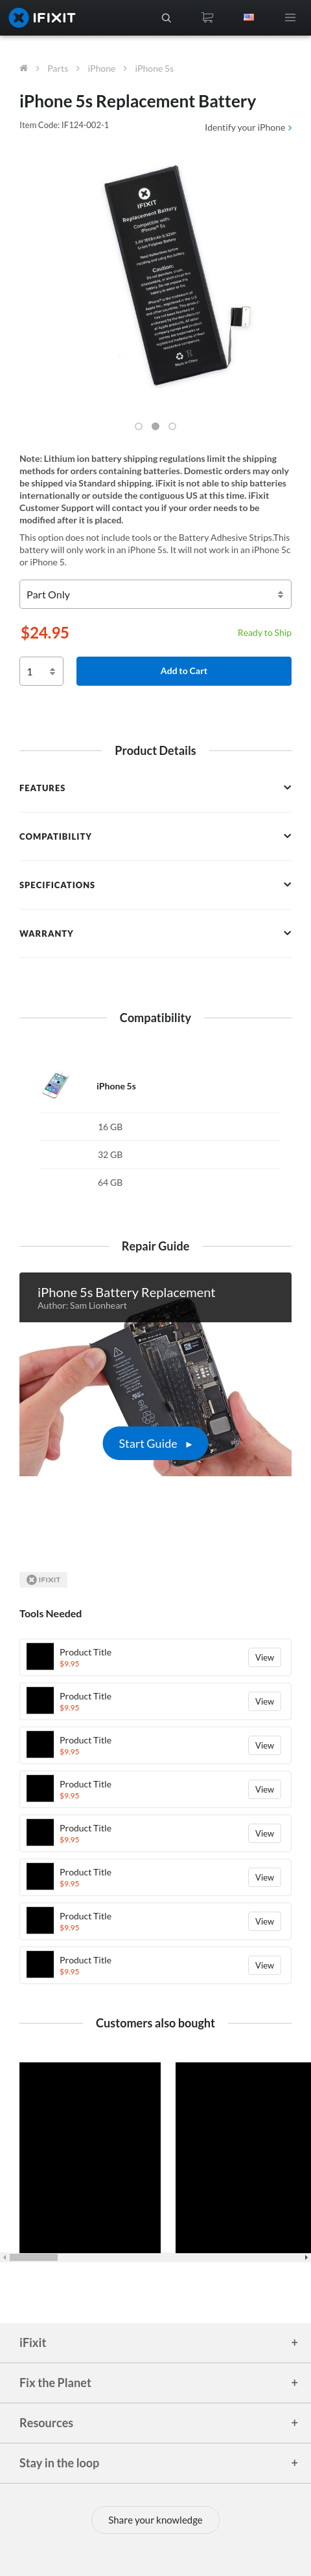 IFIXIT
Parts
iPhone
iPhone 5s
iPhone 5s Replacement Battery
Item Code: IF124-002-1
Identify your iPhone
IFIXIT
Replacement Battery
Compatible with:
iPhone® 5s
Caution:
Note: Lithium ion battery shipping regulations limit the shipping
methods for orders containing batteries. Domestic orders may only
be shipped via Standard shipping. iFixit is not able to ship batteries
internationally or outside the contiguous US at this time. iFixit
Customer Support will contact you if your order needs to be
modified after it is placed.
This option does not include tools or the Battery Adhesive Strips.This
battery will only work in an iPhone 5s. It will not work in an iPhone 5c
or iPhone 5.
Part Only
$24.95
Ready to Ship
1
Add to Cart
Product Details
FEATURES
COMPATIBILITY
SPECIFICATIONS
WARRANTY
Compatibility
iPhone 5s
16 GB
32 GB
64 GB
Repair Guide
iPhone 5s Battery Replacement
Author: Sam Lionheart
Start Guide ▸
IFIXIT
Tools Needed
Product Title
$9.95
View
Product Title
$9.95
View
Product Title
$9.95
View
Product Title
$9.95
View
Product Title
$9.95
View
Product Title
$9.95
View
Product Title
$9.95
View
Product Title
$9.95
View
Customers also bought
iFixit +
Fix the Planet +
Resources +
Stay in the loop +
Share your knowledge